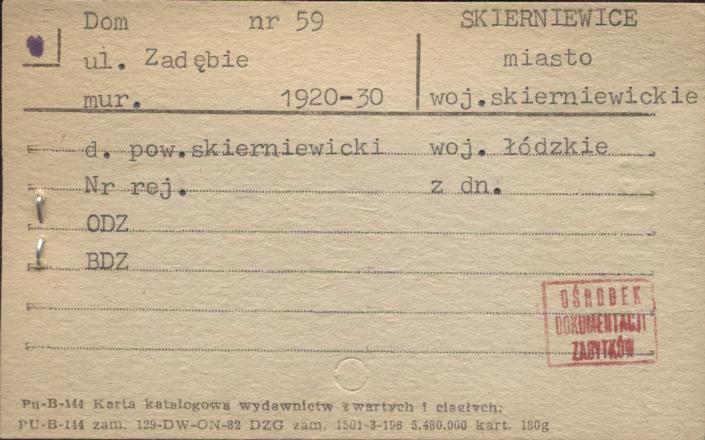 Dom nr 59 SKIERNIEWICE
ul. Zadębie miasto
mur. 1920-30 woj.skierniewickie
d. pow.skierniewicki woj. łódzkie
Nr rej. z dn.
ODZ
BDZ
OŚRODEK
DOKUMENTACJI
ZABYTKÓW
Pu-B-144 Karta katalogowa wydawnictw zwartych i ciągłych.
PU-B-144 zam. 129-DW-ON-82 DZG zam. 1501-3-196 5.480.000 kart. 180g